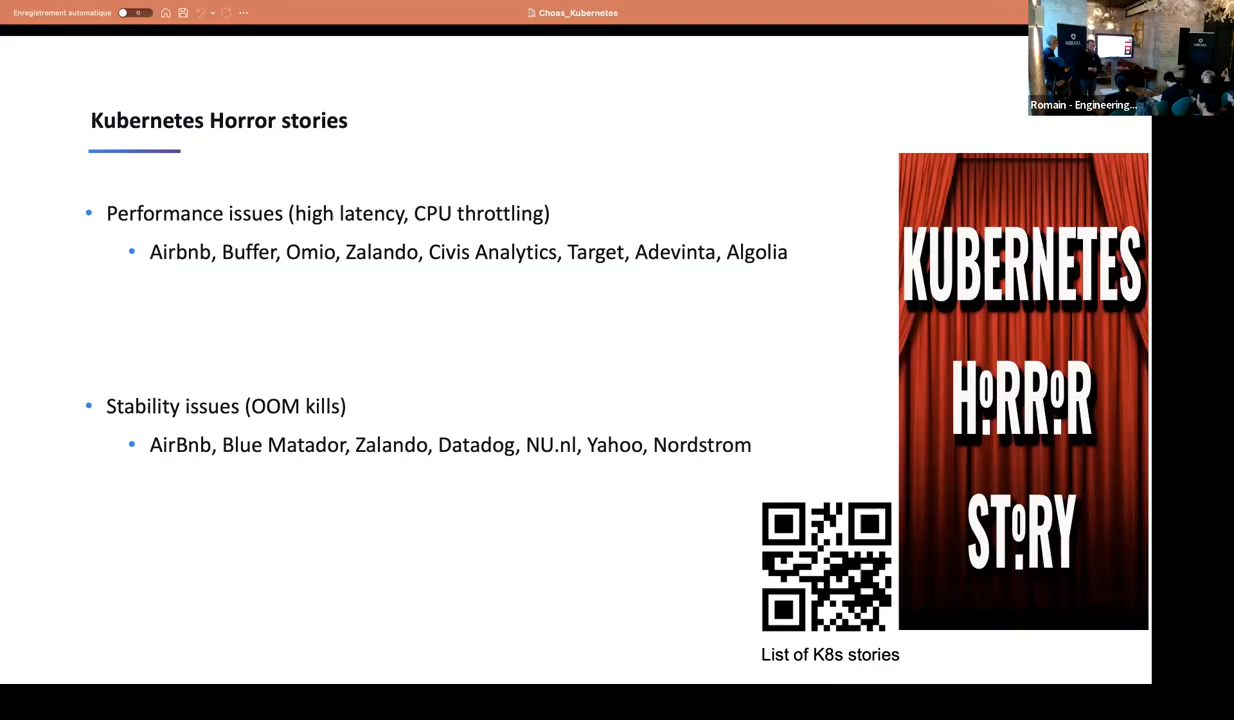 Enregistrement automatique
Choas_Kubernetes
Romain - Engineering...
Kubernetes Horror stories
• Performance issues (high latency, CPU throttling)
• Airbnb, Buffer, Omio, Zalando, Civis Analytics, Target, Adevinta, Algolia
• Stability issues (OOM kills)
• AirBnb, Blue Matador, Zalando, Datadog, NU.nl, Yahoo, Nordstrom
KUBERNETES
HORROR
STORY
List of K8s stories